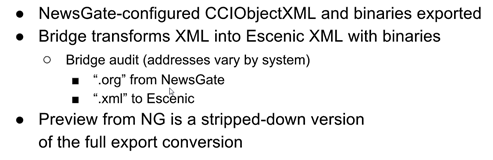 ● NewsGate-configured CCIObjectXML and binaries exported
● Bridge transforms XML into Escenic XML with binaries
○ Bridge audit (addresses vary by system)
■ “.org” from NewsGate
■ “.xml” to Escenic
● Preview from NG is a stripped-down version
of the full export conversion